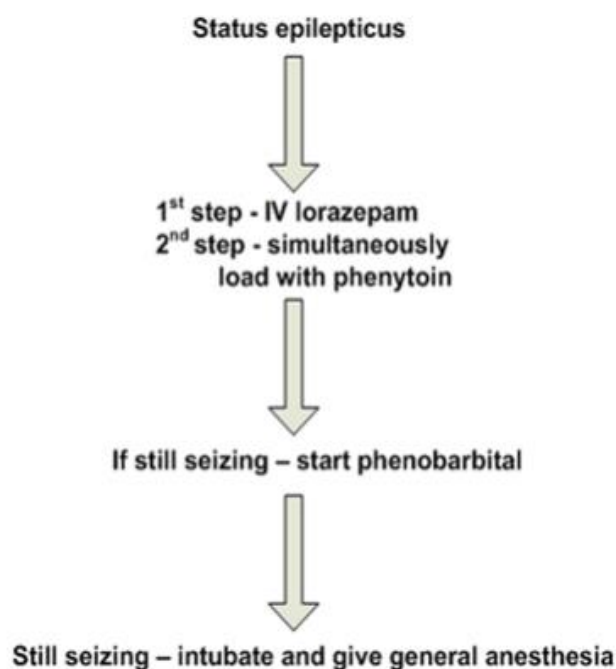 Status epilepticus
1st step - IV lorazepam
2nd step - simultaneously
load with phenytoin
If still seizing – start phenobarbital
Still seizing – intubate and give general anesthesia